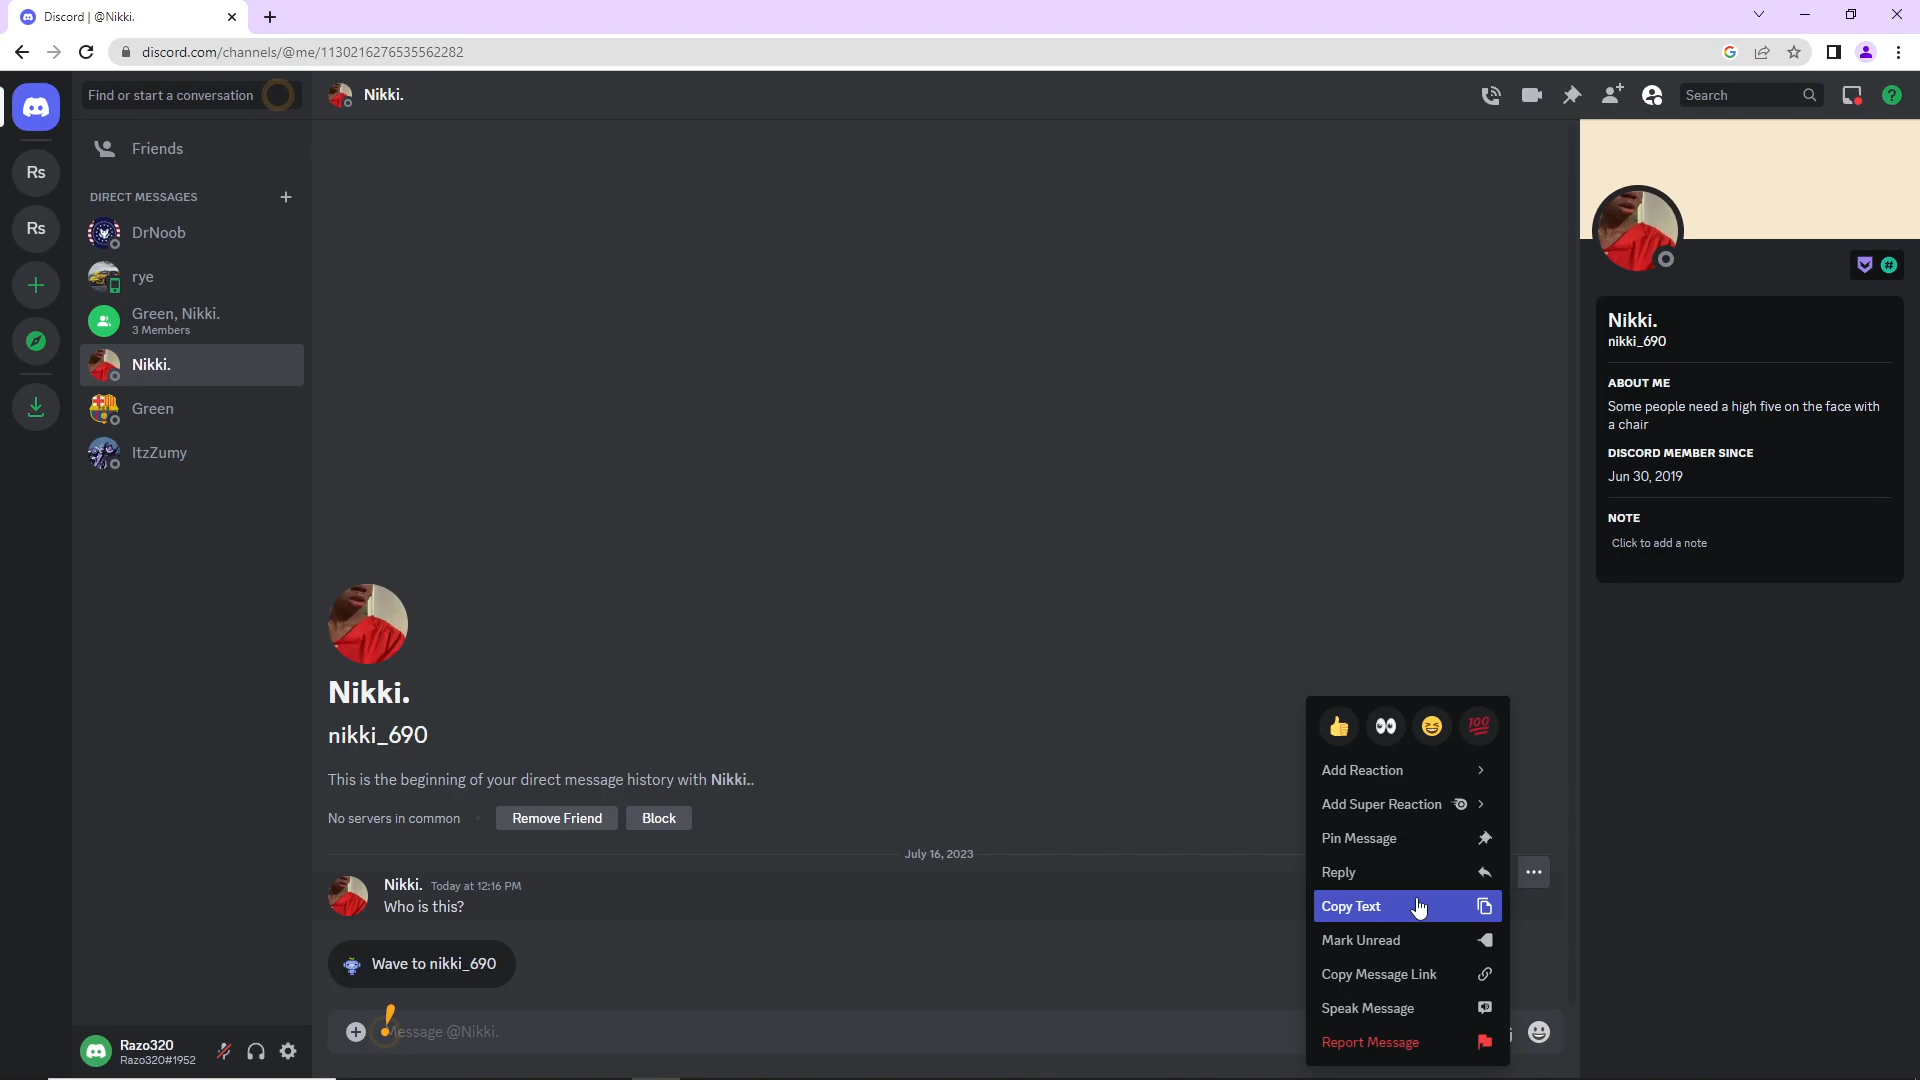 Discord | @Nikki.
discord.com/channels/@me/1130216276535562282
Find or start a conversation
Nikki.
Search
Friends
Rs
DIRECT MESSAGES
Rs
DrNoob
rye
Green, Nikki.
3 Members
Nikki.
Green
ItzZumy
Nikki.
nikki_690
ABOUT ME
Some people need a high five on the face with
a chair
DISCORD MEMBER SINCE
Jun 30, 2019
NOTE
Click to add a note
Nikki.
nikki_690
This is the beginning of your direct message history with Nikki..
No servers in common
Remove Friend
Block
July 16, 2023
Nikki. Today at 12:16 PM
Who is this?
Wave to nikki_690
Message @Nikki.
100
Add Reaction
Add Super Reaction
Pin Message
Reply
Copy Text
Mark Unread
Copy Message Link
Speak Message
Report Message
Razo320
Razo320#1952